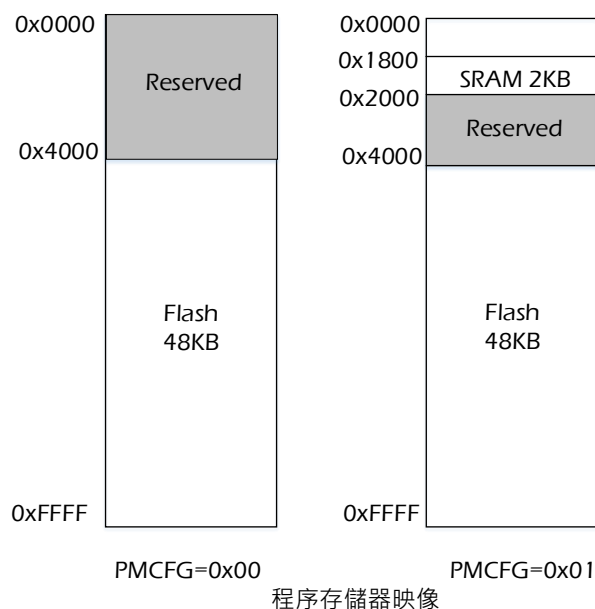 0x0000
Reserved
0x4000
Flash
48KB
0xFFFF
PMCFG=0x00
0x0000
0x1800
SRAM 2KB
0x2000
Reserved
0x4000
Flash
48KB
0xFFFF
PMCFG=0x01
程序存儲器映像